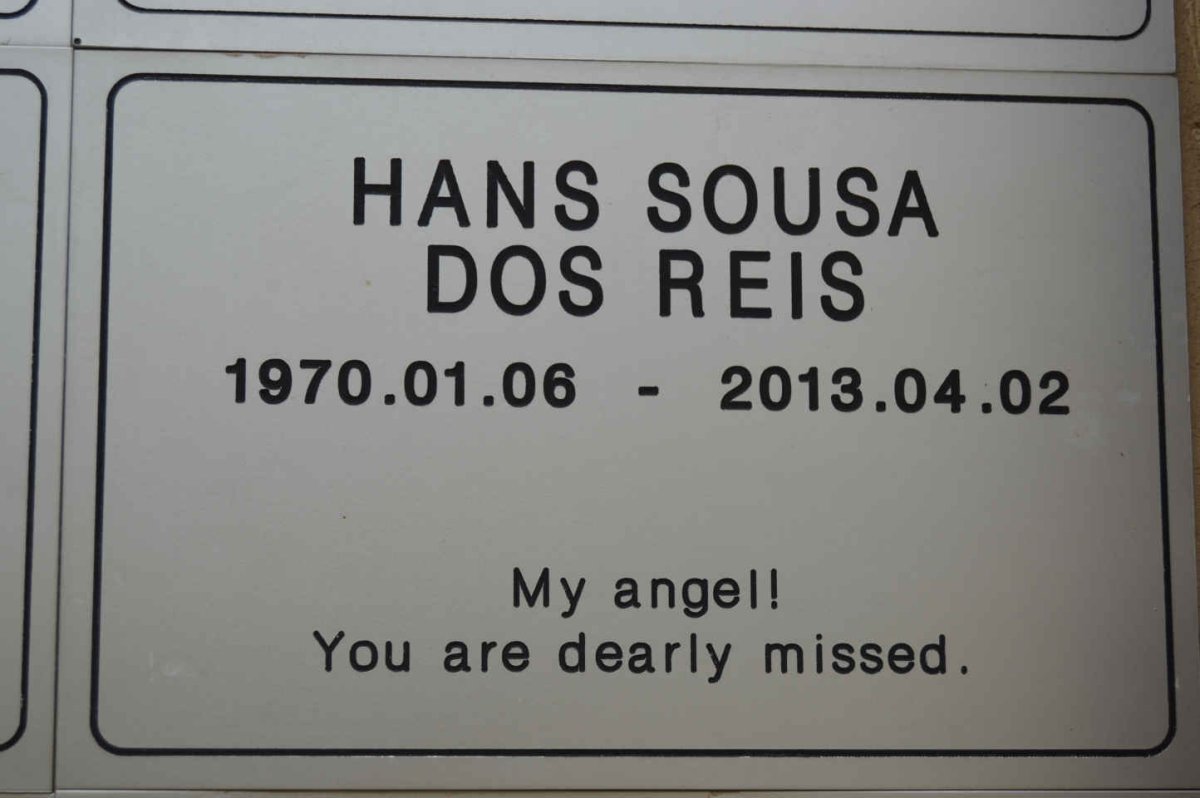 HANS SOUSA
DOS REIS
1970.01.06 - 2013.04.02
My angel!
You are dearly missed.